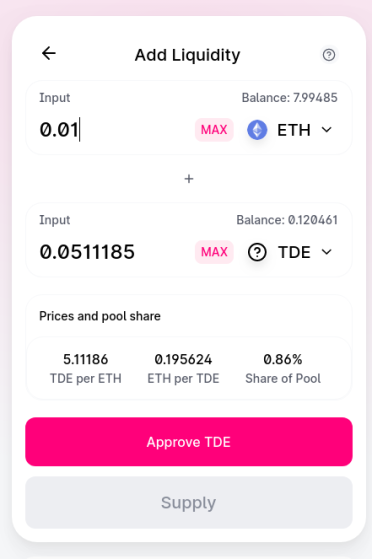 Add Liquidity
Input Balance: 7.99485
0.01 MAX ETH
+
Input Balance: 0.120461
0.0511185 MAX TDE
Prices and pool share
5.11186 0.195624 0.86%
TDE per ETH ETH per TDE Share of Pool
Approve TDE
Supply